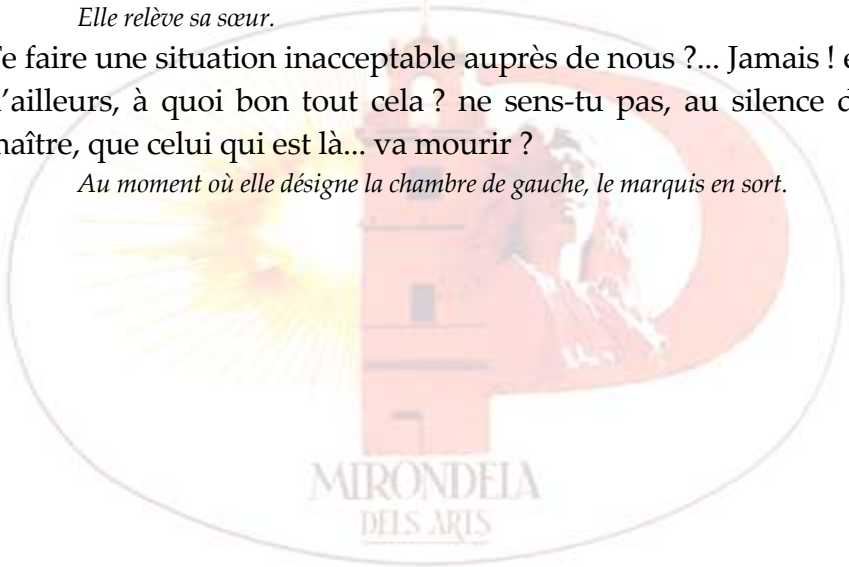 Elle relève sa sœur.
e faire une situation inacceptable auprès de nous ?... Jamais ! e
'ailleurs, à quoi bon tout cela ? ne sens-tu pas, au silence d
aître, que celui qui est là... va mourir ?
Au moment où elle désigne la chambre de gauche, le marquis en sort.
MIRONDELA
DELS ARTS